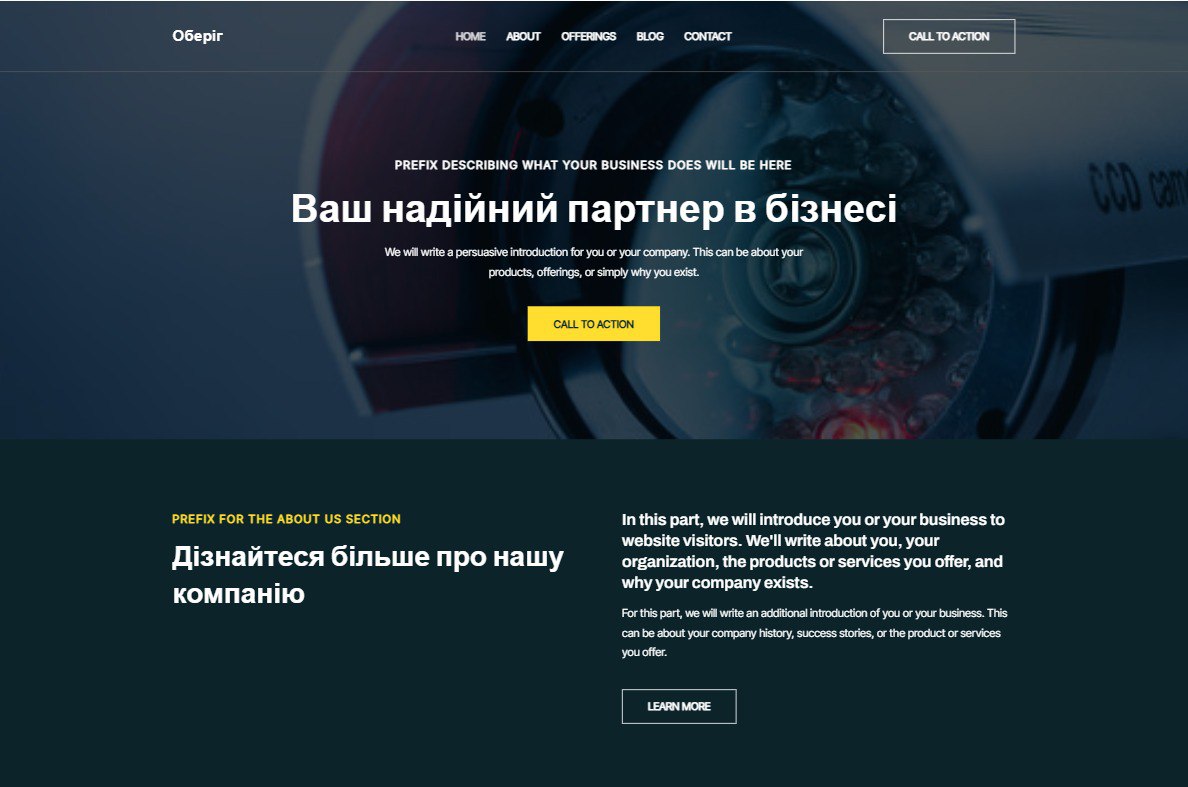 Оберіг
HOME ABOUT OFFERINGS BLOG CONTACT
CALL TO ACTION
PREFIX DESCRIBING WHAT YOUR BUSINESS DOES WILL BE HERE
Ваш надійний партнер в бізнесі
We will write a persuasive introduction for you or your company. This can be about your
products, offerings, or simply why you exist.
CALL TO ACTION
CCD
PREFIX FOR THE ABOUT US SECTION
Дізнайтеся більше про нашу
компанію
In this part, we will introduce you or your business to
website visitors. We'll write about you, your
organization, the products or services you offer, and
why your company exists.
For this part, we will write an additional introduction of you or your business. This
can be about your company history, success stories, or the product or services
you offer.
LEARN MORE